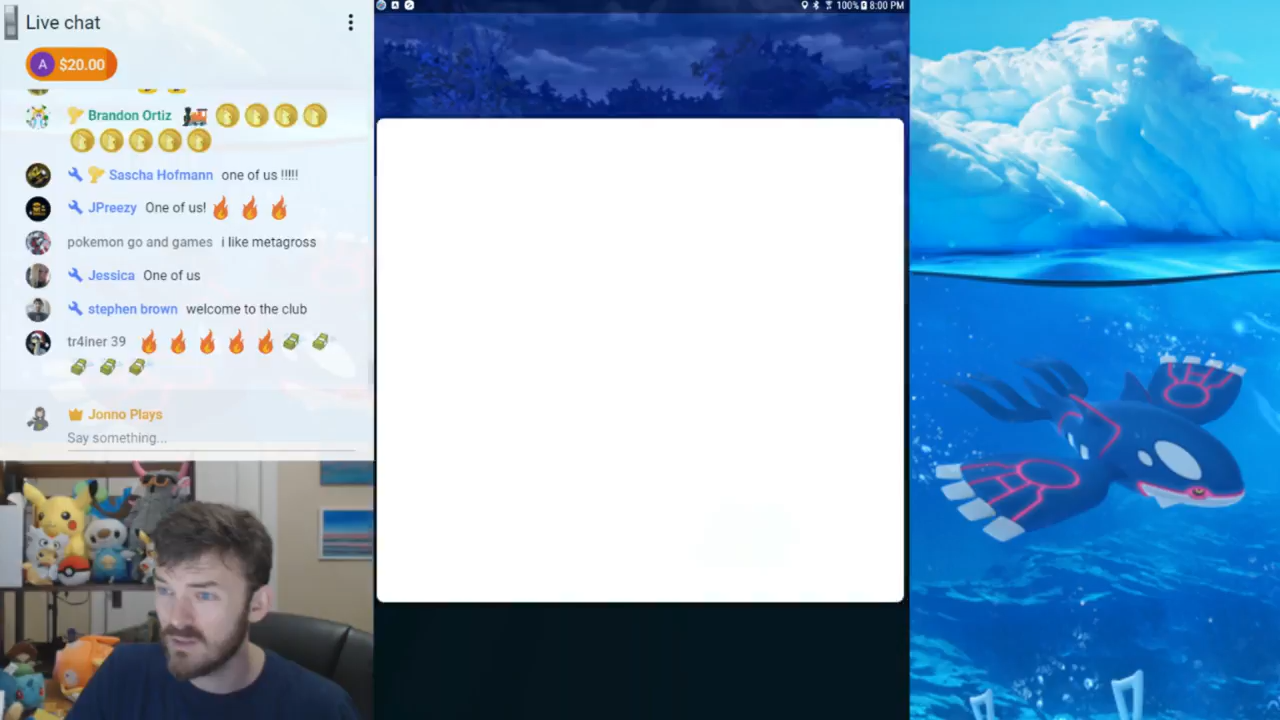 Live chat
100% 8:00 PM
A $20.00
Brandon Ortiz
Sascha Hofmann one of us !!!!!
JPreezy One of us!
pokemon go and games i like metagross
Jessica One of us
stephen brown welcome to the club
tr4iner 39
Jonno Plays
Say something...